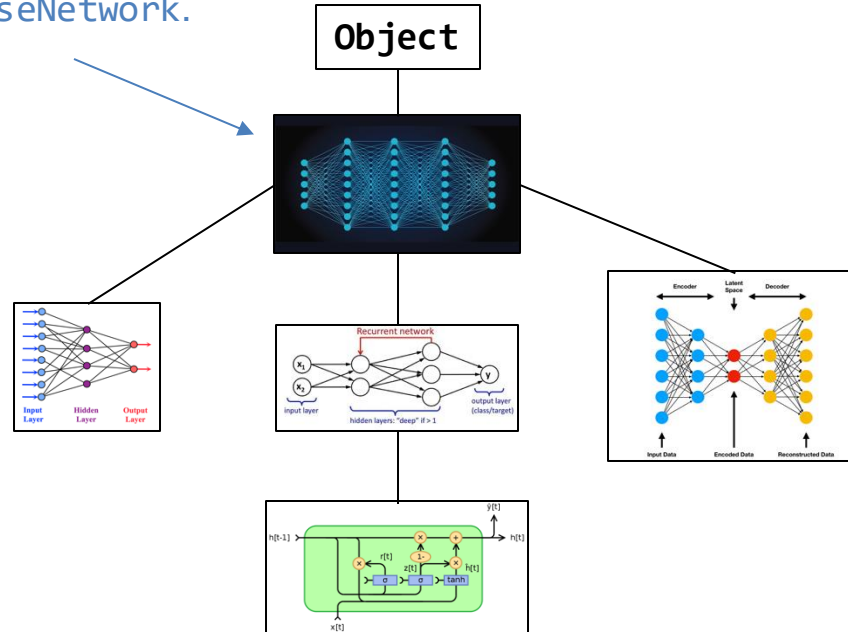 seNetwork.
Object
Input
Layer
Hidden
Layer
Output
Layer
Recurrent network
x1
x2
y
input layer
hidden layers: "deep" if > 1
output layer
(class/target)
Encoder
Latent
Space
Decoder
Input Data
Encoded Data
Reconstructed Data
ŷ[t]
h[t-1]
h[t]
×
+
r[t]
1-
z[t]
×
×
ĥ[t]
σ
σ
tanh
x[t]